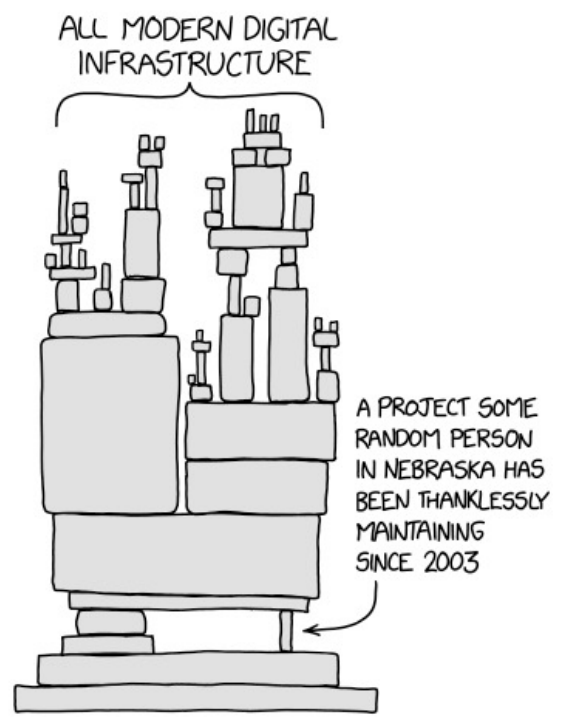 ALL MODERN DIGITAL
INFRASTRUCTURE
A PROJECT SOME
RANDOM PERSON
IN NEBRASKA HAS
BEEN THANKLESSLY
MAINTAINING
SINCE 2003